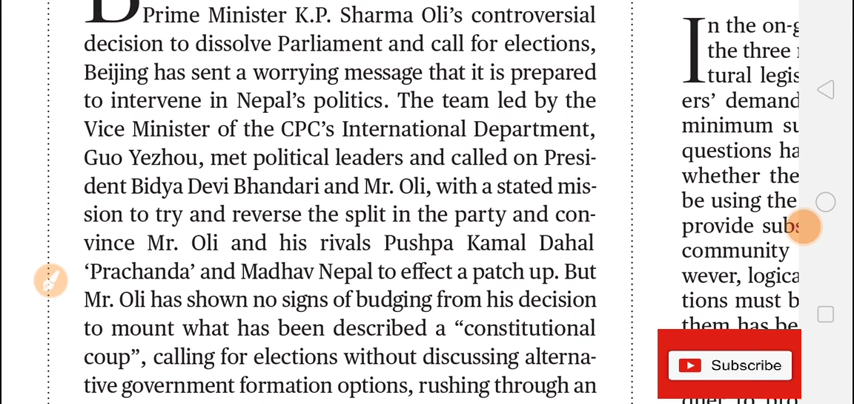 B
Prime Minister K.P. Sharma Oli's controversial
decision to dissolve Parliament and call for elections,
Beijing has sent a worrying message that it is prepared
to intervene in Nepal's politics. The team led by the
Vice Minister of the CPC's International Department,
Guo Yezhou, met political leaders and called on Presi-
dent Bidya Devi Bhandari and Mr. Oli, with a stated mis-
sion to try and reverse the split in the party and con-
vince Mr. Oli and his rivals Pushpa Kamal Dahal
‘Prachanda’ and Madhav Nepal to effect a patch up. But
Mr. Oli has shown no signs of budging from his decision
to mount what has been described a “constitutional
coup”, calling for elections without discussing alterna-
tive government formation options, rushing through an
In the on-g
the three
tural legis
ers’ demand
minimum su
questions ha
whether the
be using the
provide subs
community
wever, logica
tions must b
them has be
Subscribe